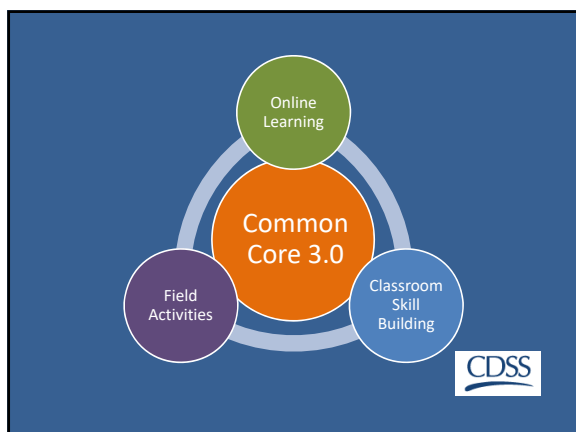 Online
Learning
Common
Core 3.0
Field
Activities
Classroom
Skill
Building
CDSS